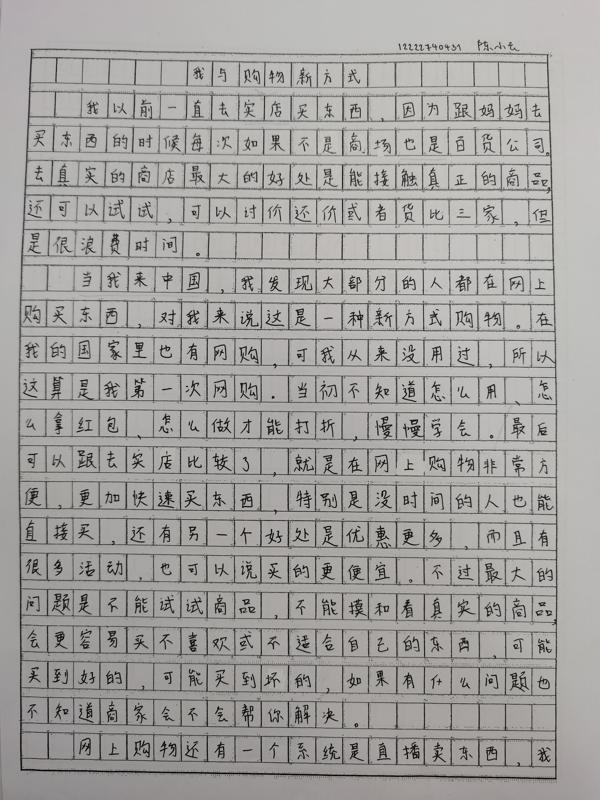 12222740431 陈小云
我与购物新方式
我以前一直去实店买东西，因为跟妈妈去
买东西的时候每次如果不是商场也是百货公司。
去真实的商店最大的好处是能接触真正的商品，
还可以试试，可以讨价还价或者货比三家，但
是很浪费时间。
当我来中国，我发现大部分的人都在网上
购买东西，对我来说这是一种新方式购物。在
我的国家里也有网购，可我从来没用过，所以
这算是我第一次网购。当初不知道怎么用、怎
么拿红包、怎么做才能打折，慢慢学会。最后
可以跟去实店比较了，就是在网上购物非常方
便，更加快速买东西，特别是没时间的人也能
直接买，还有另一个好处是优惠更多，而且有
很多活动，也可以说买的更便宜。不过最大的
问题是不能试试商品，不能摸和看真实的商品，
会更容易买不喜欢或不适合自己的东西，可能
买到好的，可能买到坏的，如果有什么问题也
不知道商家会不会帮你解决。
网上购物还有一个系统是直播卖东西，我